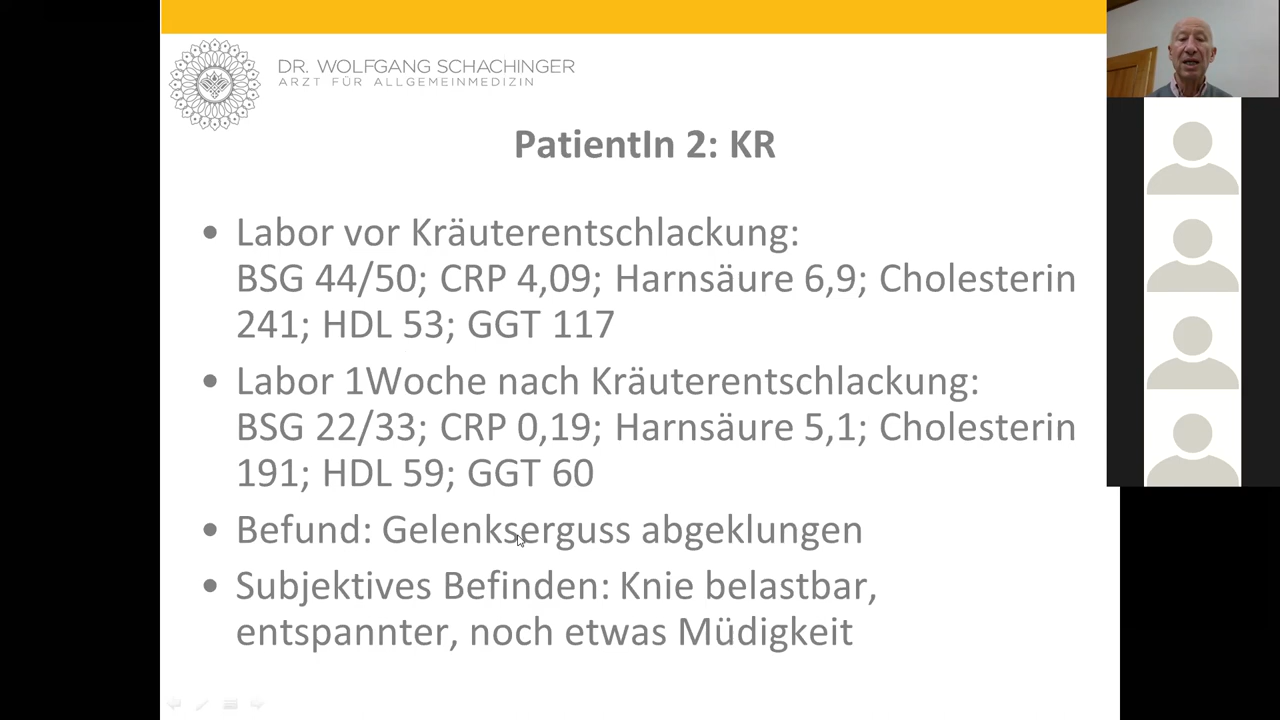 DR. WOLFGANG SCHACHINGER
ARZT FÜR ALLGEMEINMEDIZIN
PatientIn 2: KR
• Labor vor Kräuterentschlackung:
BSG 44/50; CRP 4,09; Harnsäure 6,9; Cholesterin
241; HDL 53; GGT 117
• Labor 1Woche nach Kräuterentschlackung:
BSG 22/33; CRP 0,19; Harnsäure 5,1; Cholesterin
191; HDL 59; GGT 60
• Befund: Gelenkserguss abgeklungen
• Subjektives Befinden: Knie belastbar,
entspannter, noch etwas Müdigkeit